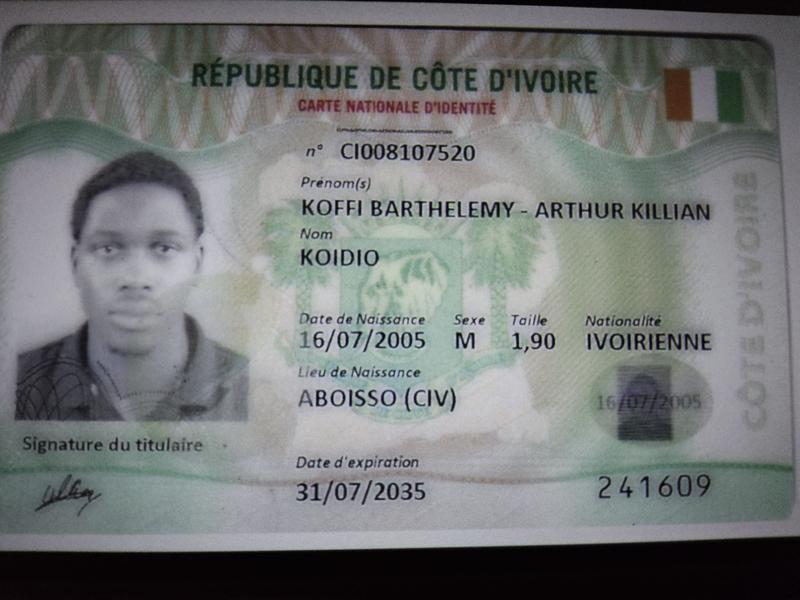 RÉPUBLIQUE DE CÔTE D'IVOIRE
CARTE NATIONALE D'IDENTITÉ
n° CI008107520
Prénom(s)
KOFFI BARTHELEMY - ARTHUR KILLIAN
Nom
KOIDIO
Date de Naissance Sexe Taille Nationalité
16/07/2005 M 1,90 IVOIRIENNE
Lieu de Naissance
ABOISSO (CIV)
16/07/2005
CÔTE D'IVOIRE
Signature du titulaire
Date d'expiration
31/07/2035
241609